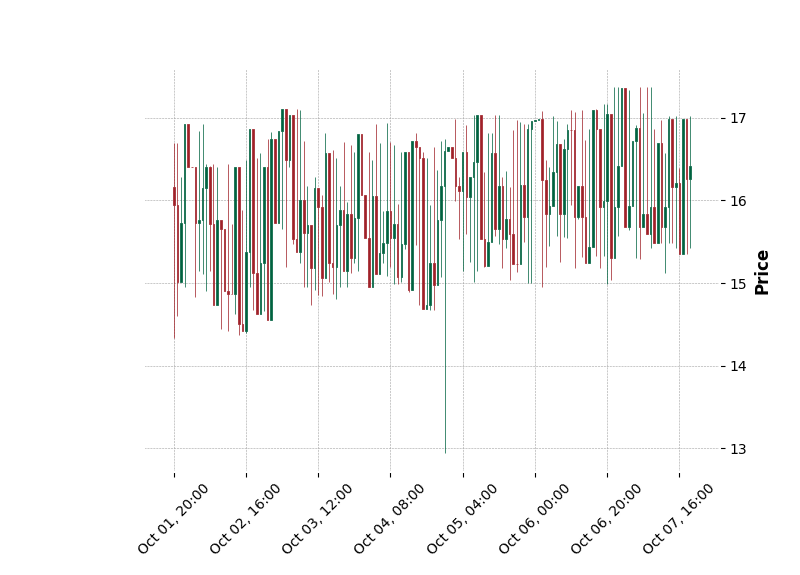 17
16
15
14
13
Price
Oct 01, 20:00
Oct 02, 16:00
Oct 03, 12:00
Oct 04, 08:00
Oct 05, 04:00
Oct 06, 00:00
Oct 06, 20:00
Oct 07, 16:00